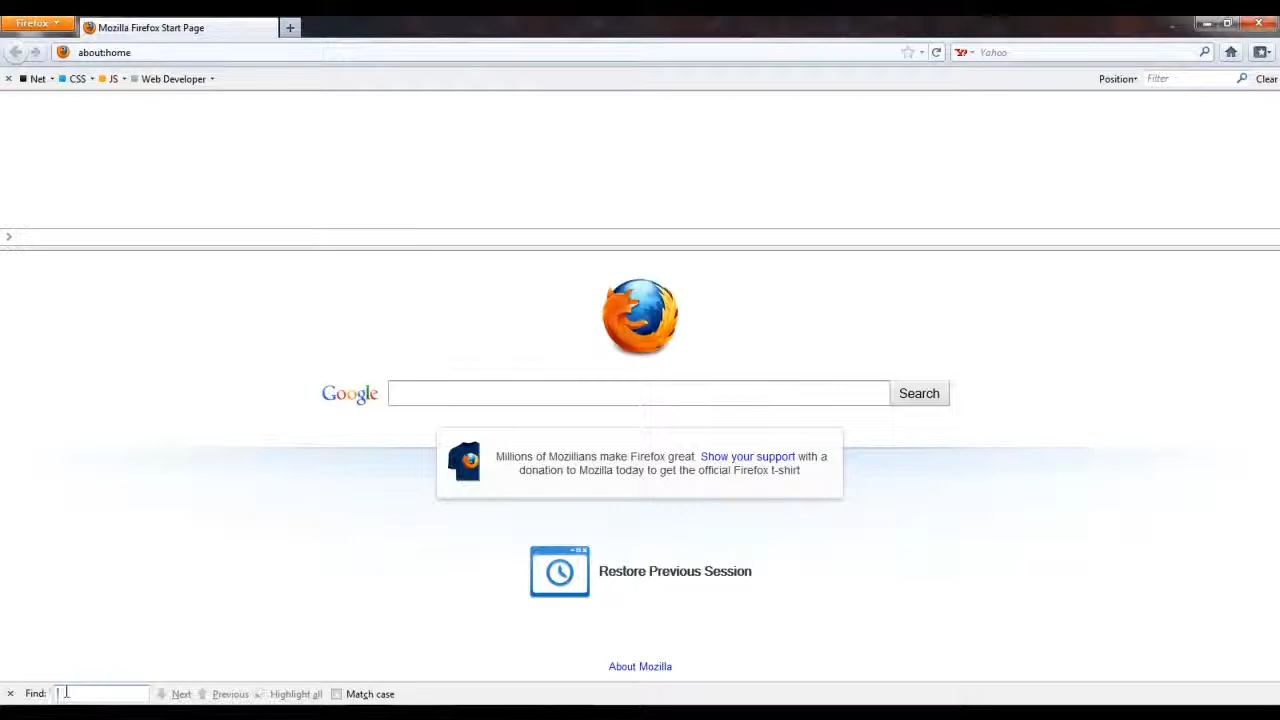 Firefox
Mozilla Firefox Start Page
about:home
Yahoo
Net CSS JS Web Developer
Position Filter Clear
Google Search
Millions of Mozillians make Firefox great. Show your support with a
donation to Mozilla today to get the official Firefox t-shirt
Restore Previous Session
About Mozilla
Find: Next Previous Highlight all Match case